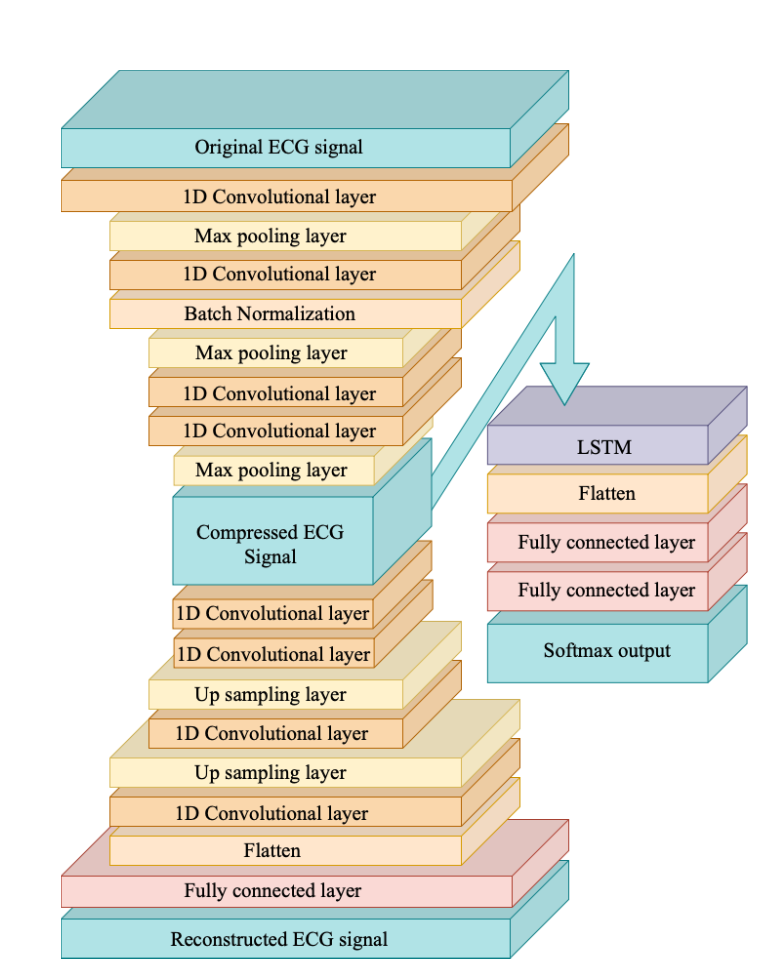 Original ECG signal
1D Convolutional layer
Max pooling layer
1D Convolutional layer
Batch Normalization
Max pooling layer
1D Convolutional layer
1D Convolutional layer
Max pooling layer
Compressed ECG
Signal
1D Convolutional layer
1D Convolutional layer
Up sampling layer
1D Convolutional layer
Up sampling layer
1D Convolutional layer
Flatten
Fully connected layer
Reconstructed ECG signal
LSTM
Flatten
Fully connected layer
Fully connected layer
Softmax output